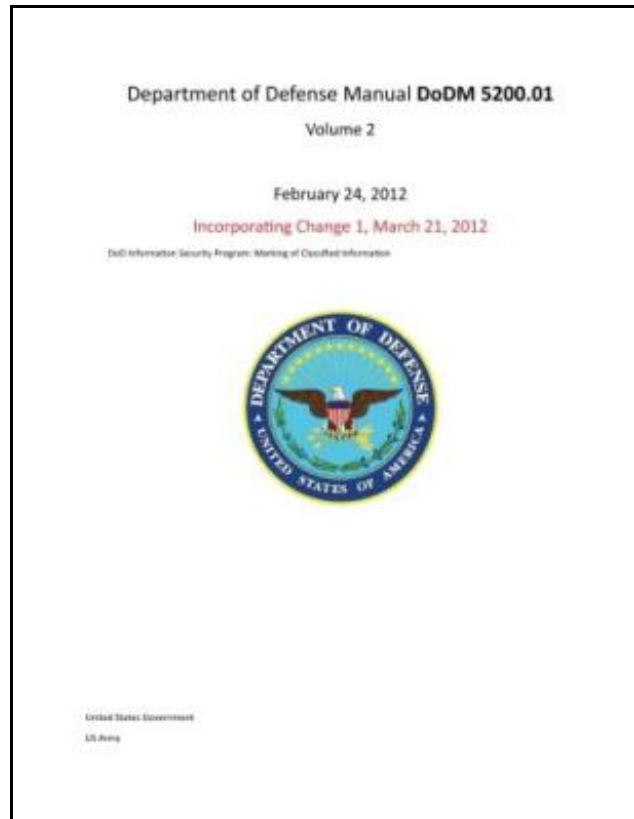 Department of Defense Manual DoDM 5200.01
Volume 2
February 24, 2012
Incorporating Change 1, March 21, 2012
DoD Information Security Program: Marking of Classified Information
DEPARTMENT OF DEFENSE
UNITED STATES OF AMERICA
United States Government
US Army